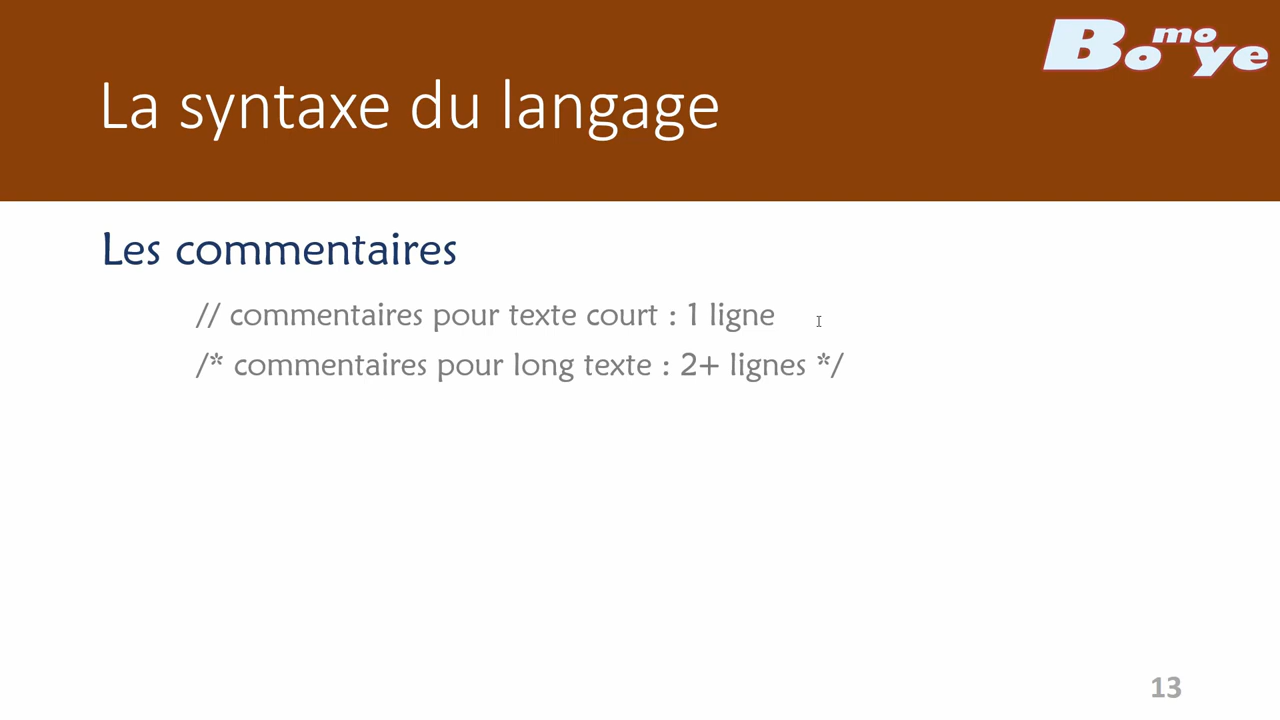 Bomoye
La syntaxe du langage
Les commentaires
// commentaires pour texte court : 1 ligne
/* commentaires pour long texte : 2+ lignes */
13